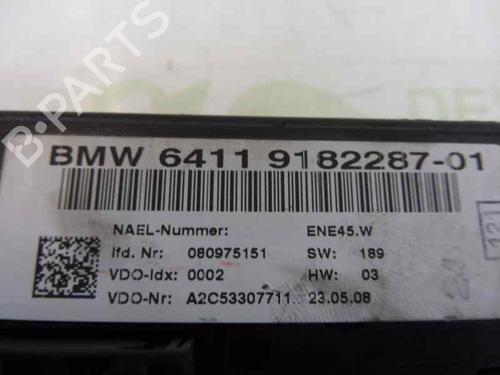 BMW 6411 9182287-01
NAEL-Nummer: ENE45.W
lfd. Nr: 080975151 SW: 189
VDO-Idx: 0002 HW: 03
VDO-Nr: A2C53307711 23.05.08
B-PARTS